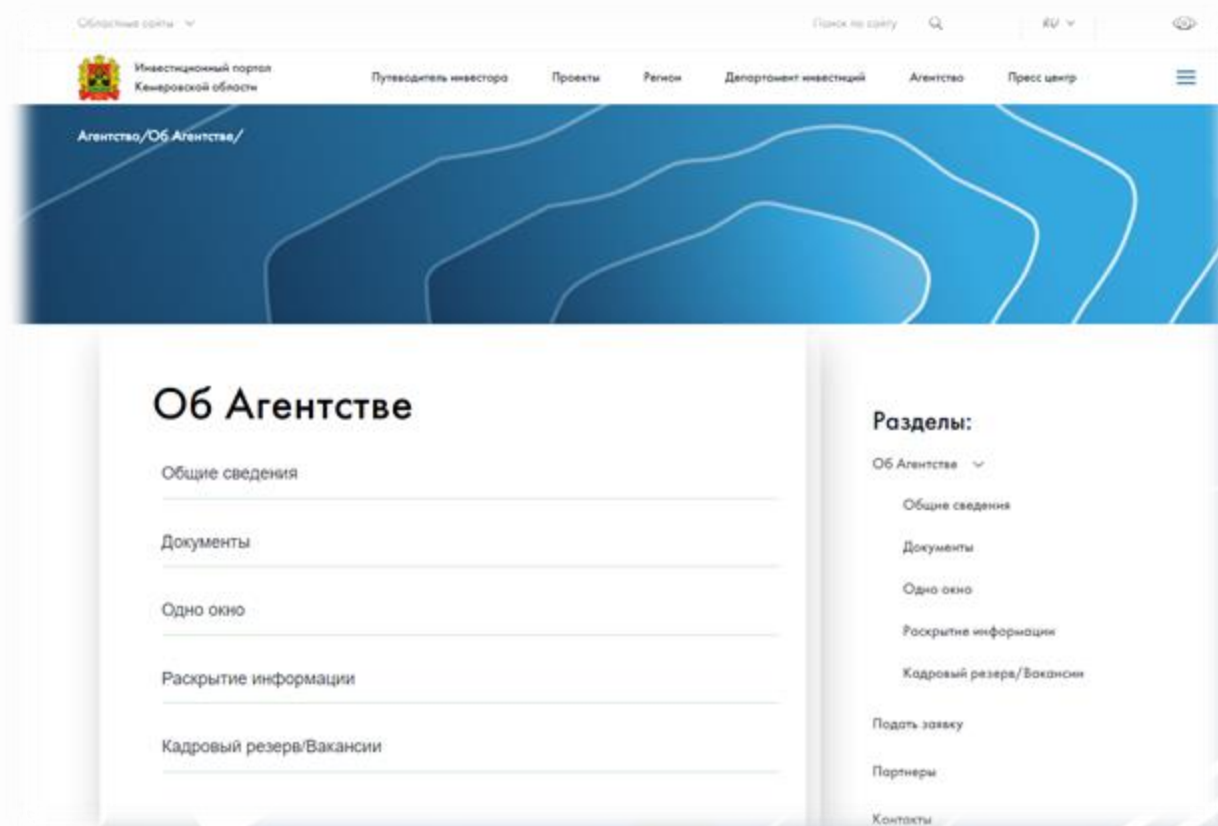 Областные сайты
Поиск по сайту
RU
Инвестиционный портал
Кемеровской области
Путеводитель инвестора
Проекты
Регион
Департамент инвестиций
Агентство
Пресс центр
Агентство/Об Агентстве/
Об Агентстве
Общие сведения
Документы
Одно окно
Раскрытие информации
Кадровый резерв/Вакансии
Разделы:
Об Агентстве
Общие сведения
Документы
Одно окно
Раскрытие информации
Кадровый резерв/Вакансии
Подать заявку
Партнеры
Контакты